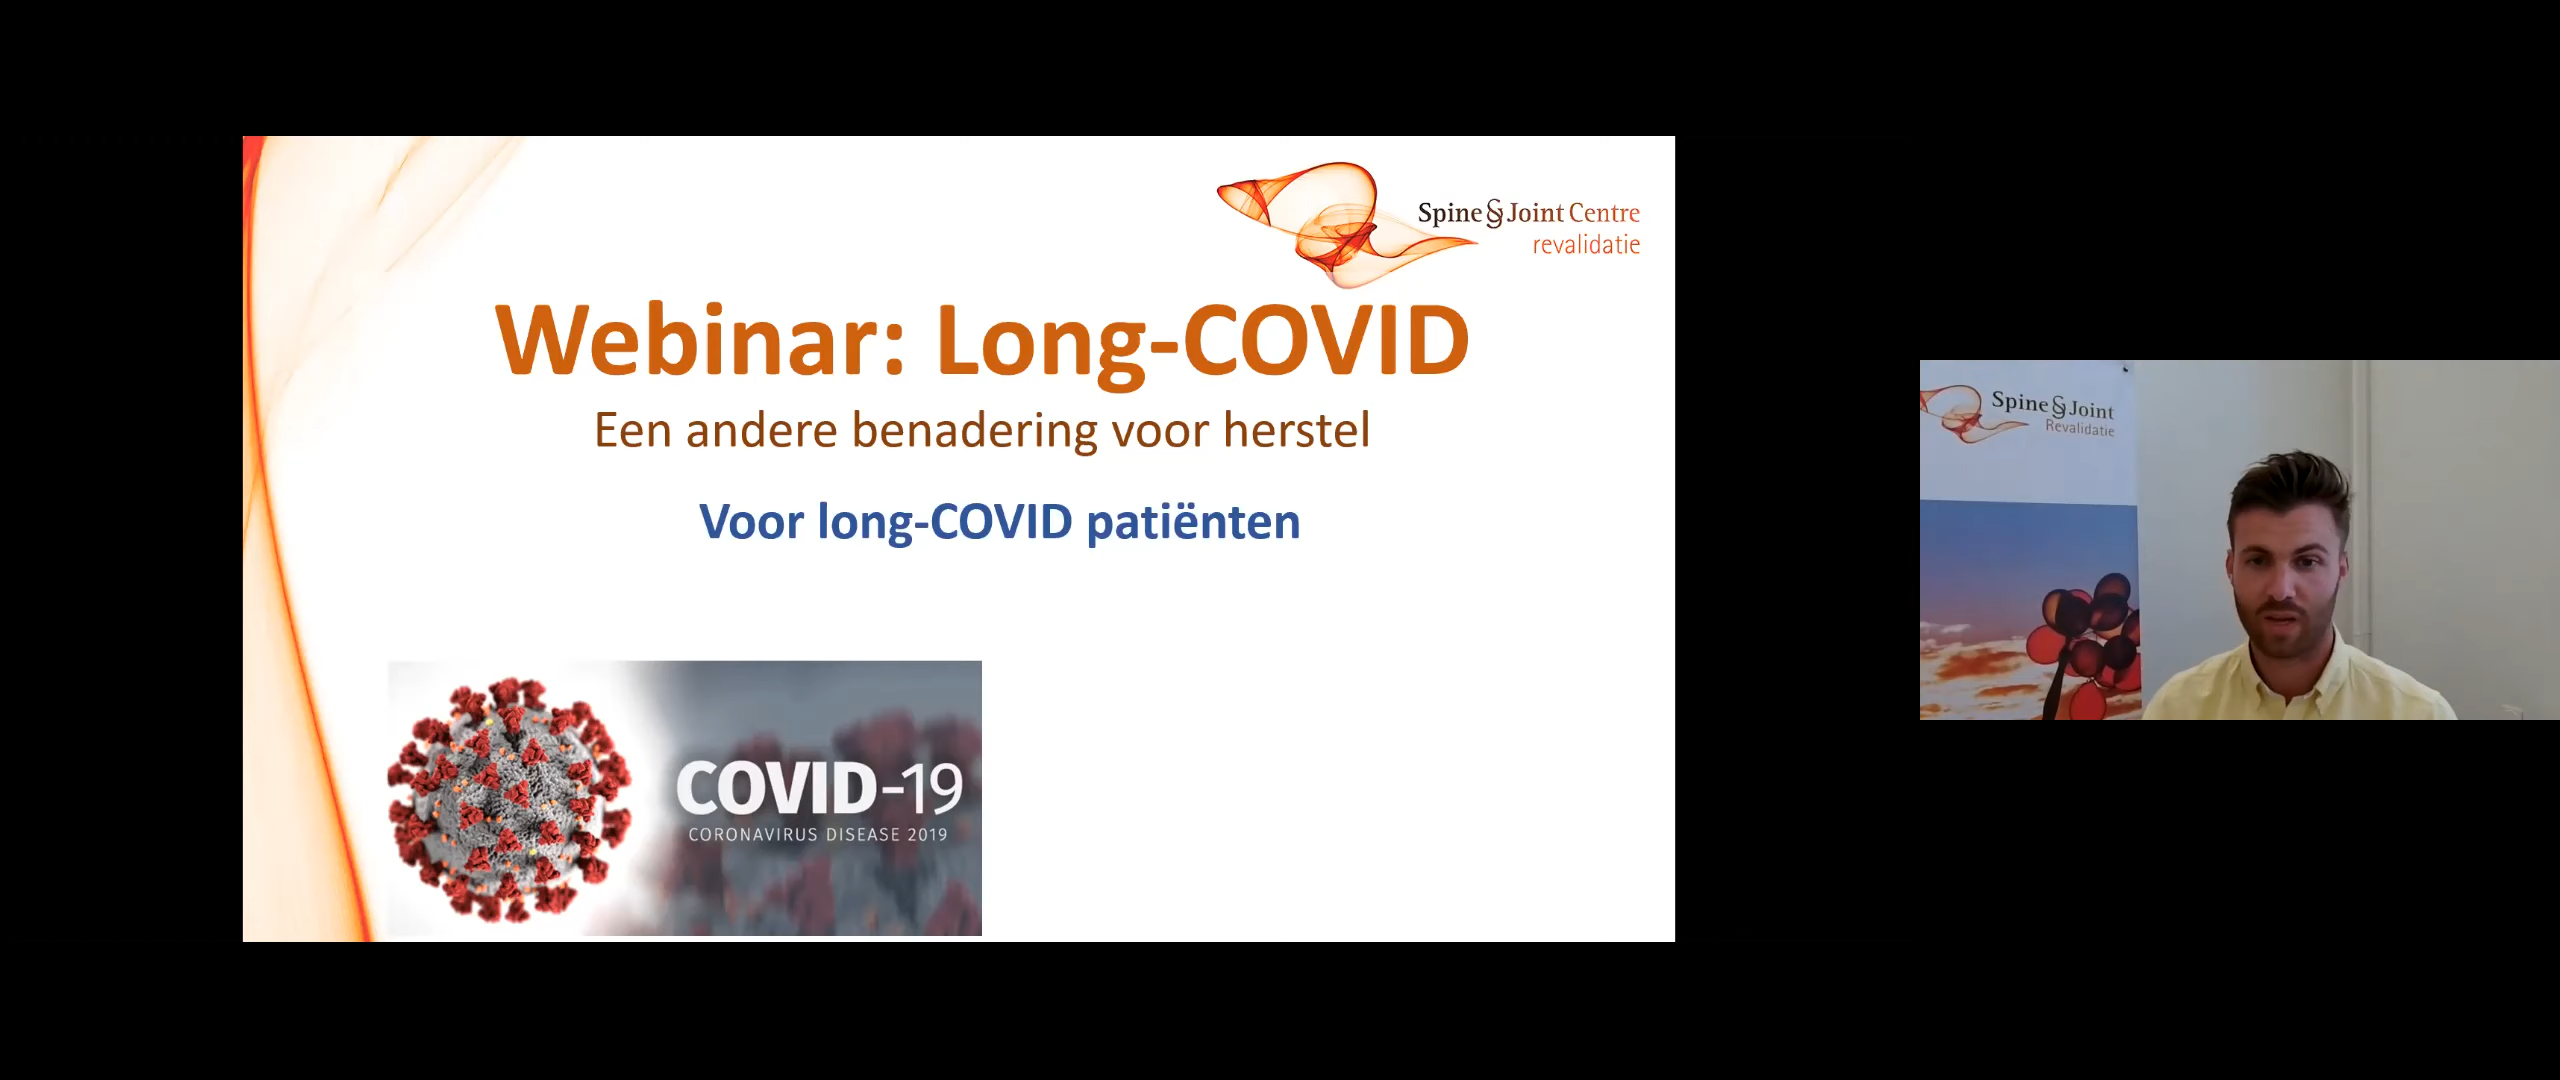 Spine & Joint Centre
revalidatie
Webinar: Long-COVID
Een andere benadering voor herstel
Voor long-COVID patiënten
COVID-19
CORONAVIRUS DISEASE 2019
Spine & Joint
Revalidatie